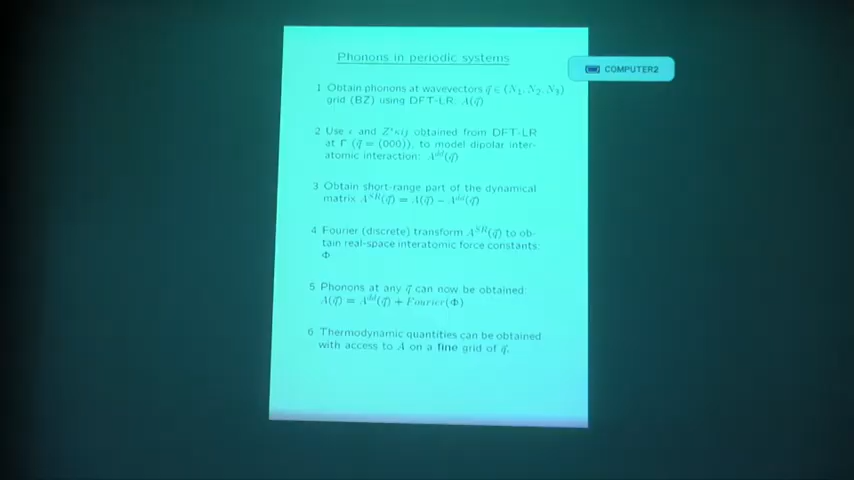 Phonons in periodic systems
COMPUTER2
1 Obtain phonons at wavevectors q⃗ ∈ (N₁, N₂, N₃)
grid (BZ) using DFT-LR. A(q⃗)
2 Use ε and Z*κij obtained from DFT-LR
at Γ (q⃗ = (000)), to model dipolar inter-
atomic interaction: A^dd(q⃗)
3 Obtain short-range part of the dynamical
matrix A^SR(q⃗) = A(q⃗) − A^dd(q⃗)
4 Fourier (discrete) transform A^SR(q⃗) to ob-
tain real-space interatomic force constants:
Φ
5 Phonons at any q⃗ can now be obtained:
A(q⃗) = A^dd(q⃗) + Fourier(Φ)
6 Thermodynamic quantities can be obtained
with access to A on a fine grid of q⃗.